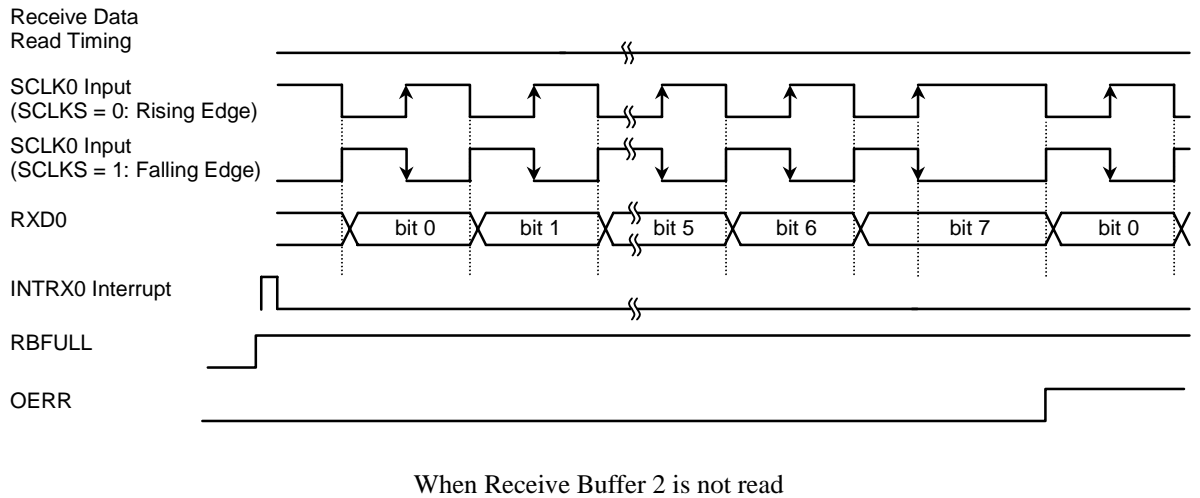 Receive Data
Read Timing
SCLK0 Input
(SCLKS = 0: Rising Edge)
SCLK0 Input
(SCLKS = 1: Falling Edge)
RXD0
bit 0 bit 1 bit 5 bit 6 bit 7 bit 0
INTRX0 Interrupt
RBFULL
OERR
When Receive Buffer 2 is not read